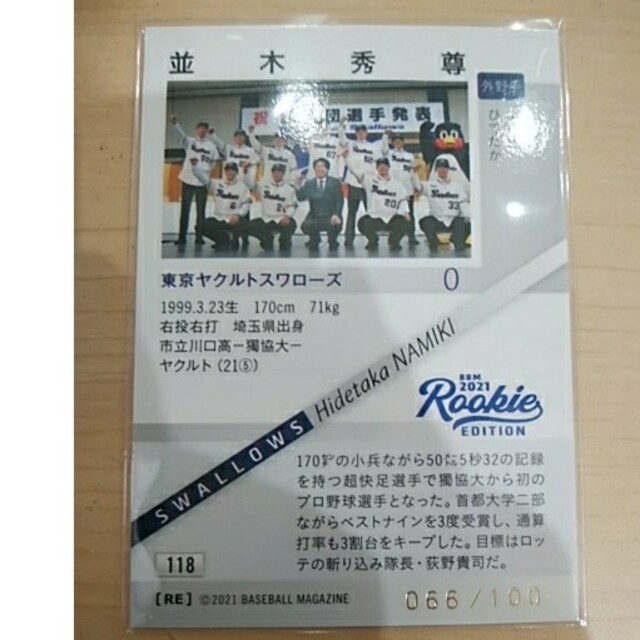 並木秀尊
外野手
祝
団選手発表
東京ヤクルトスワローズ
0
1999.3.23生 170cm 71kg
右投右打 埼玉県出身
市立川口高ー獨協大ー
ヤクルト(21⑤)
SWALLOWS Hidetaka NAMIKI
BBM
2021
Rookie
EDITION
170㌢の小兵ながら50㍍5秒32の記録
を持つ超快足選手で獨協大から初の
プロ野球選手となった。首都大学二部
ながらベストナインを3度受賞し、通算
打率も3割台をキープした。目標はロッ
テの斬り込み隊長・荻野貴司だ。
118
[RE] ©2021 BASEBALL MAGAZINE
066/100